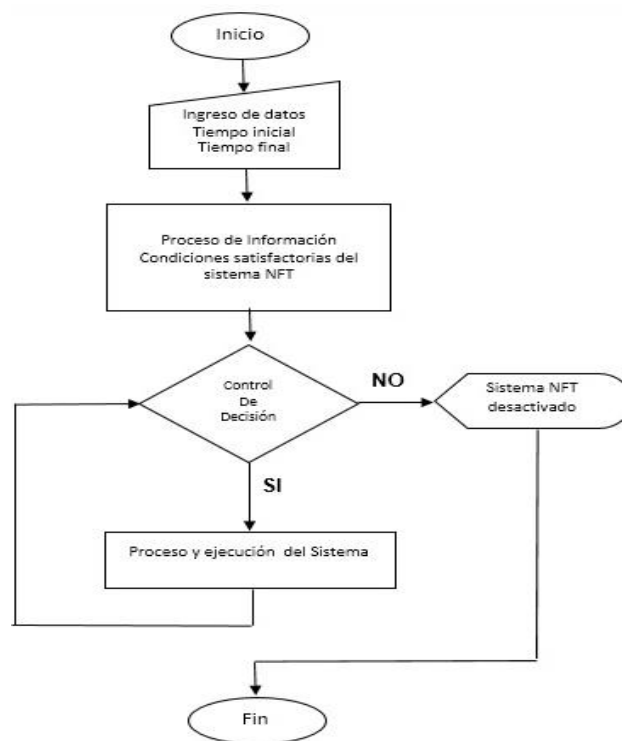 Inicio
Ingreso de datos
Tiempo inicial
Tiempo final
Proceso de Información
Condiciones satisfactorias del
sistema NFT
Control
De
Decisión
NO
Sistema NFT
desactivado
SI
Proceso y ejecución del Sistema
Fin